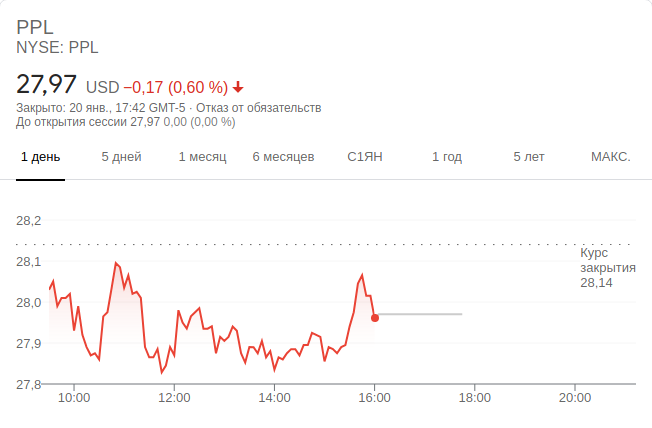 PPL
NYSE: PPL
27,97 USD −0,17 (0,60 %)
Закрыто: 20 янв., 17:42 GMT-5 · Отказ от обязательств
До открытия сессии 27,97 0,00 (0,00 %)
1 день 5 дней 1 месяц 6 месяцев С1ЯН 1 год 5 лет МАКС.
28,2
28,1
28,0
27,9
27,8
Курс
закрытия
28,14
10:00 12:00 14:00 16:00 18:00 20:00